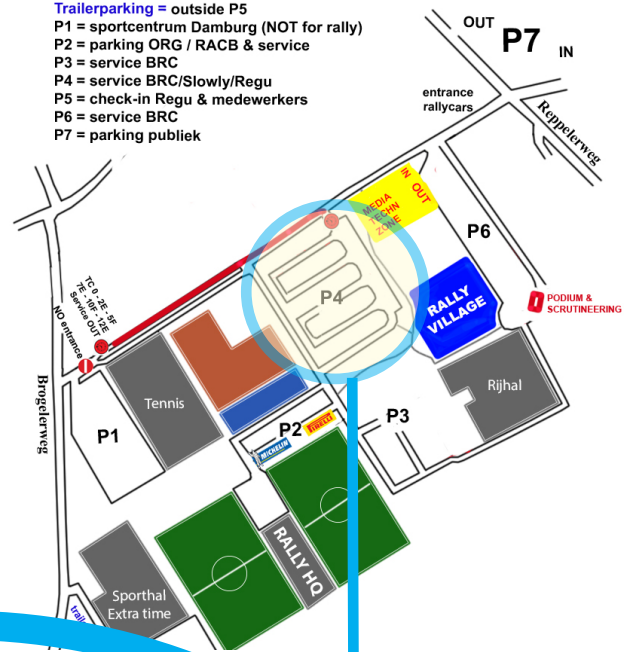 Trailerparking = outside P5
P1 = sportcentrum Damburg (NOT for rally)
P2 = parking ORG / RACB & service
P3 = service BRC
P4 = service BRC/Slowly/Regu
P5 = check-in Regu & medewerkers
P6 = service BRC
P7 = parking publiek
OUT
P7
IN
entrance
rallycars
Reppelerweg
IN
OUT
MEDIA
TECHN
ZONE
P6
P4
RALLY
VILLAGE
PODIUM &
SCRUTINEERING
TC 0 - 2E - 5F
7E - 10F - 12E
Service OUT
NO entrance
Brogelerweg
Tennis
Rijhal
P1
P2
PIRELLI
MICHELIN
P3
RALLY HQ
Sporthal
Extra time